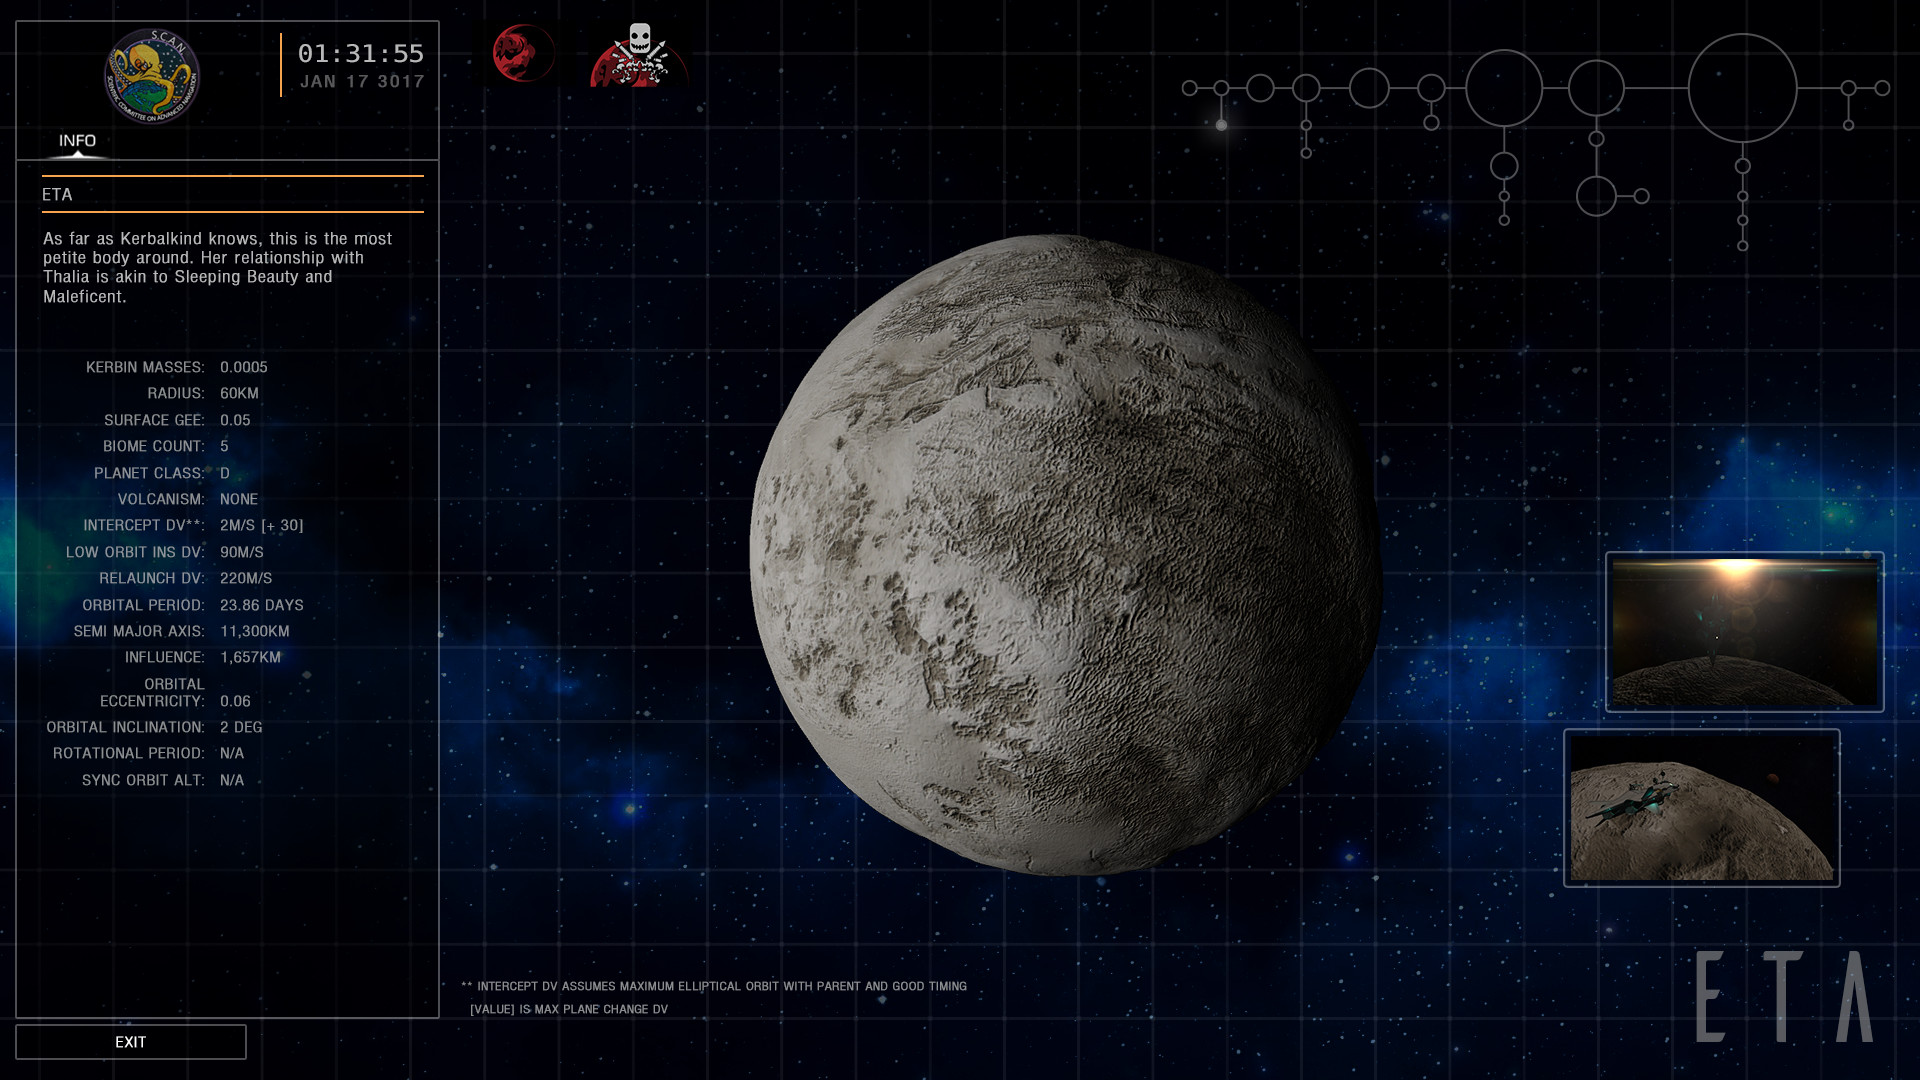 S.C.A.N.
SCIENTIFIC COMMITTEE ON ADVANCED NAVIGATION
01:31:55
JAN 17 3017
INFO
ETA
As far as Kerbalkind knows, this is the most
petite body around. Her relationship with
Thalia is akin to Sleeping Beauty and
Maleficent.
KERBIN MASSES: 0.0005
RADIUS: 60KM
SURFACE GEE: 0.05
BIOME COUNT: 5
PLANET CLASS: D
VOLCANISM: NONE
INTERCEPT DV**: 2M/S [+ 30]
LOW ORBIT INS DV: 90M/S
RELAUNCH DV: 220M/S
ORBITAL PERIOD: 23.86 DAYS
SEMI MAJOR AXIS: 11,300KM
INFLUENCE: 1,657KM
ORBITAL
ECCENTRICITY: 0.06
ORBITAL INCLINATION: 2 DEG
ROTATIONAL PERIOD: N/A
SYNC ORBIT ALT: N/A
** INTERCEPT DV ASSUMES MAXIMUM ELLIPTICAL ORBIT WITH PARENT AND GOOD TIMING
[VALUE] IS MAX PLANE CHANGE DV
ETA
EXIT